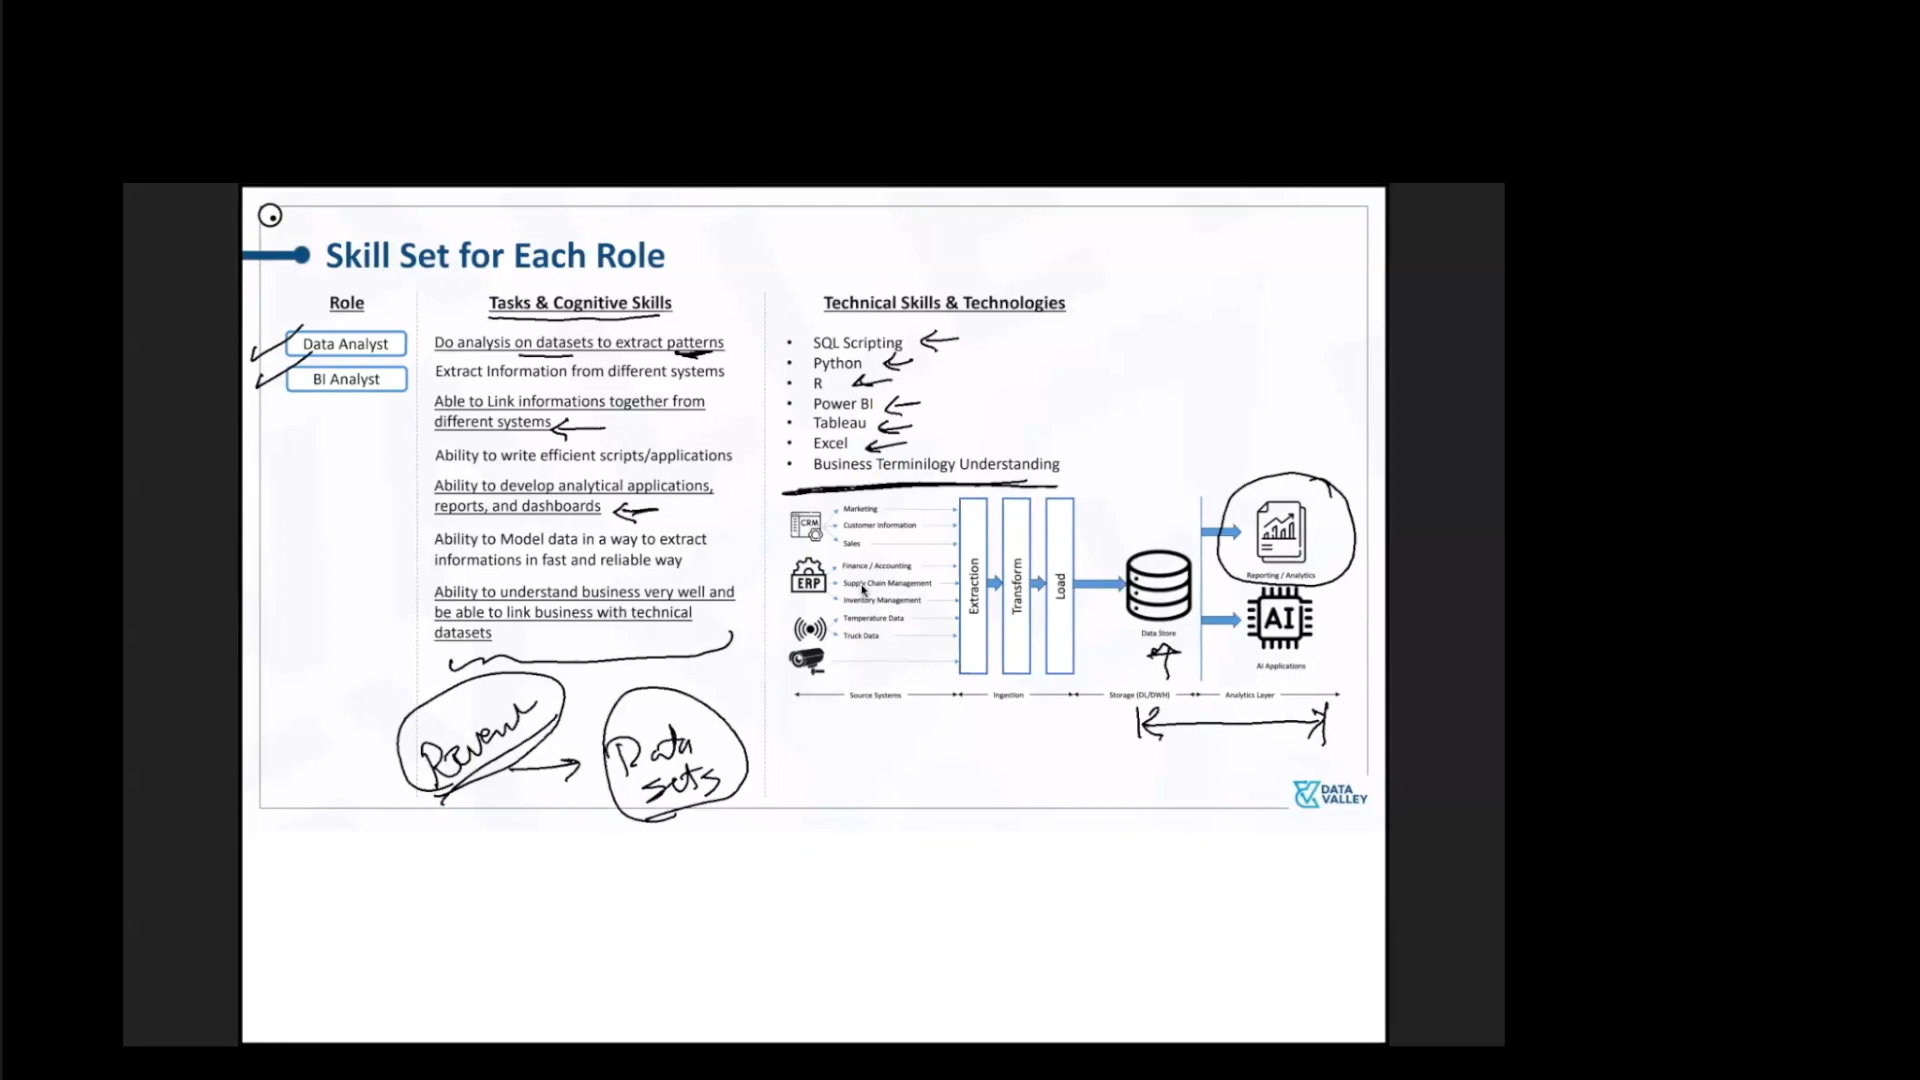 Skill Set for Each Role
Role
Data Analyst
BI Analyst
Tasks & Cognitive Skills
Do analysis on datasets to extract patterns
Extract Information from different systems
Able to Link informations together from
different systems
Ability to write efficient scripts/applications
Ability to develop analytical applications,
reports, and dashboards
Ability to Model data in a way to extract
informations in fast and reliable way
Ability to understand business very well and
be able to link business with technical
datasets
Data
sets
Technical Skills & Technologies
• SQL Scripting
• Python
• R
• Power BI
• Tableau
• Excel
• Business Terminilogy Understanding
CRM
Marketing
Customer Information
Sales
ERP
Finance / Accounting
Supply Chain Management
Inventory Management
Temperature Data
Truck Data
Extraction
Transform
Load
Data Store
Reporting / Analytics
AI
AI Applications
Source Systems
Ingestion
Storage (DL/DWH)
Analytics Layer
DATA
VALLEY